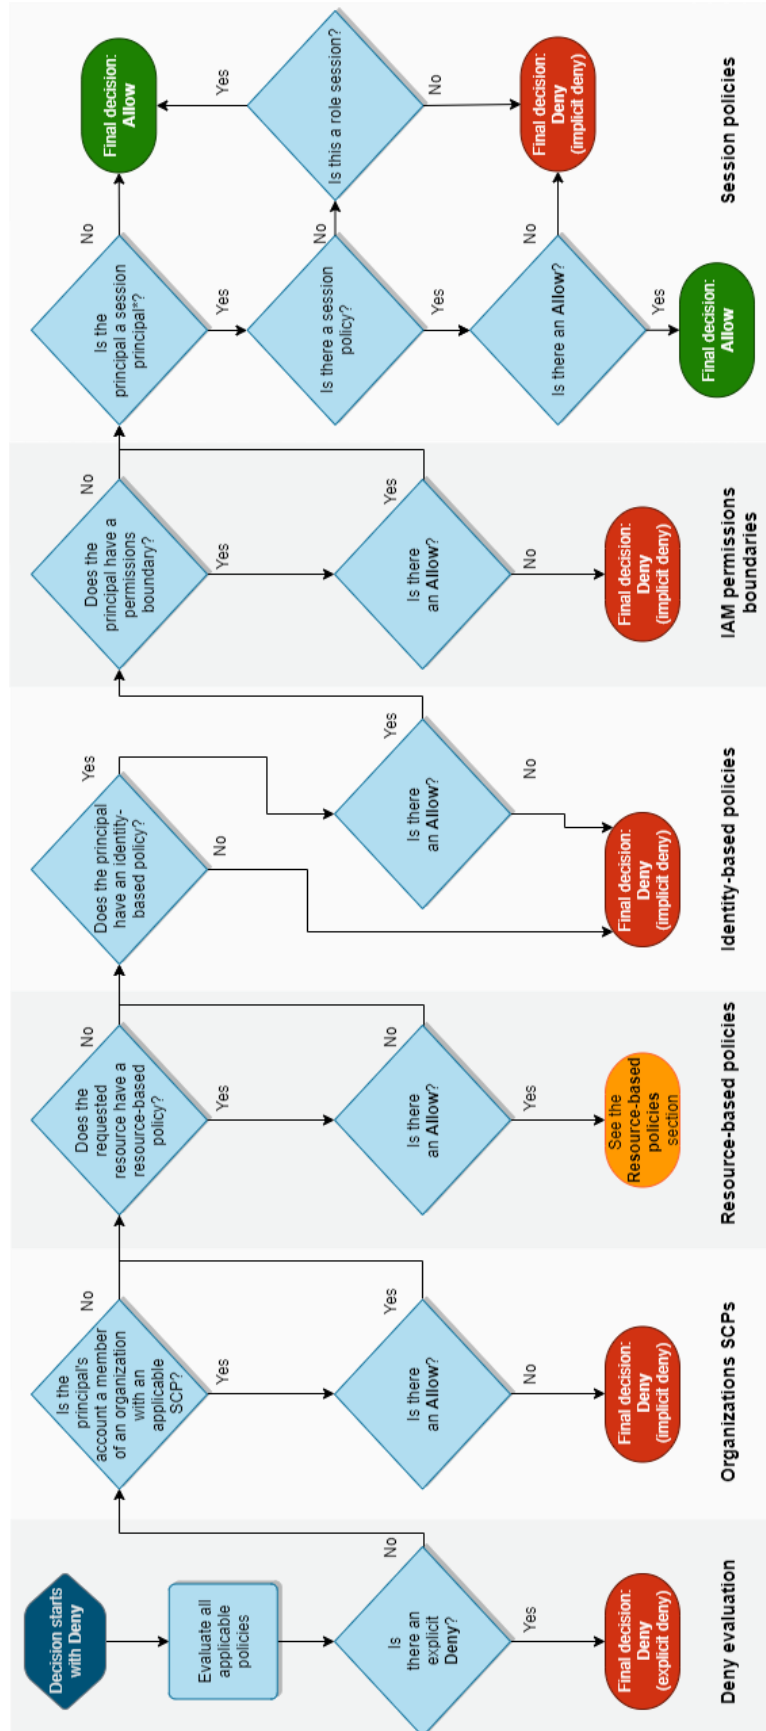 Decision starts
with Deny
Evaluate all
applicable
policies
Is
there an
explicit
Deny?
No
Yes
Final decision:
Deny
(explicit deny)
Deny evaluation
Is the
principal's
account a member
of an organization
with an
applicable
SCP?
No
Yes
Is there
an Allow?
Yes
No
Final decision:
Deny
(implicit deny)
Organizations SCPs
Does the
requested
resource have a
resource-based
policy?
No
Yes
Is there
an Allow?
No
Yes
See the
Resource-based
policies
section
Resource-based policies
Does the principal
have an identity-
based policy?
Yes
No
Is there
an Allow?
Yes
No
Final decision:
Deny
(implicit deny)
Identity-based policies
Does the
principal have a
permissions
boundary?
No
Yes
Is there
an Allow?
Yes
No
Final decision:
Deny
(implicit deny)
IAM permissions
boundaries
Is the
principal a session
principal*?
No
Yes
Final decision:
Allow
Is there a session
policy?
No
Yes
Is this a role session?
Yes
No
Is there an Allow?
No
Yes
Final decision:
Deny
(implicit deny)
Final decision:
Allow
Session policies